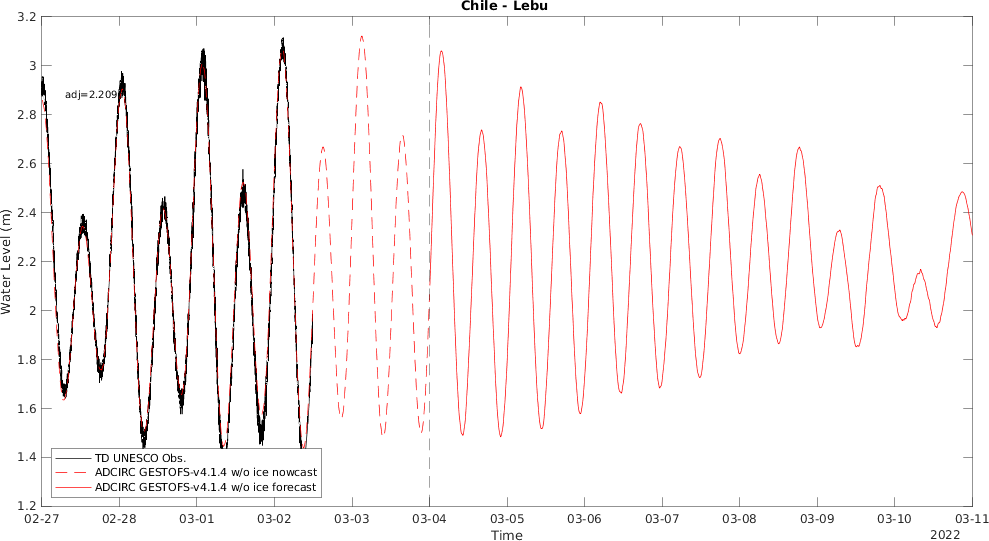 Chile - Lebu
3.2
3
2.8
2.6
2.4
2.2
2
1.8
1.6
1.4
1.2
Water Level (m)
adj=2.209
TD UNESCO Obs.
ADCIRC GESTOFS-v4.1.4 w/o ice nowcast
ADCIRC GESTOFS-v4.1.4 w/o ice forecast
02-27 02-28 03-01 03-02 03-03 03-04 03-05 03-06 03-07 03-08 03-09 03-10 03-11
Time
2022